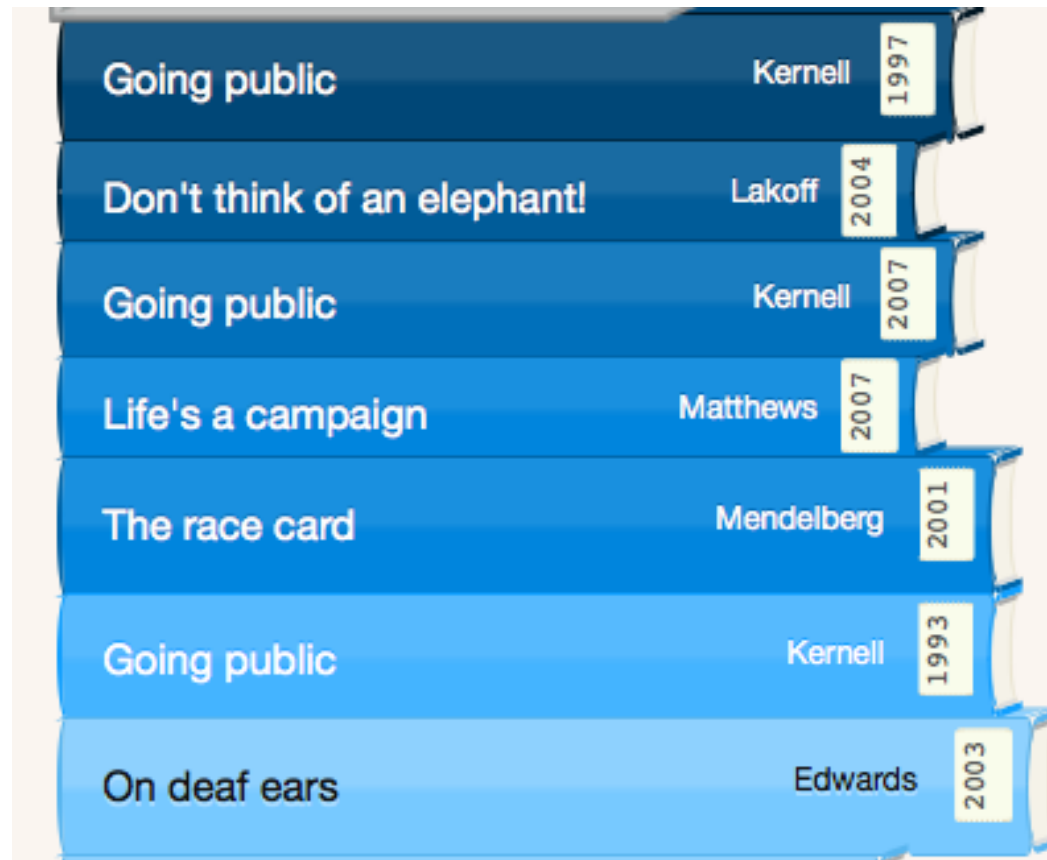 Going public Kernell 1997
Don't think of an elephant! Lakoff 2004
Going public Kernell 2007
Life's a campaign Matthews 2007
The race card Mendelberg 2001
Going public Kernell 1993
On deaf ears Edwards 2003